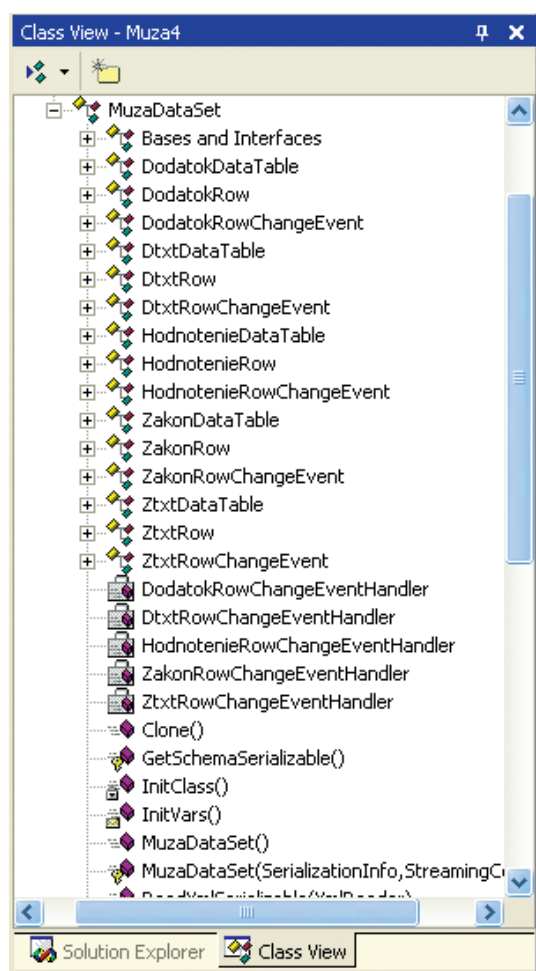 Class View - Muza4
MuzaDataSet
Bases and Interfaces
DodatokDataTable
DodatokRow
DodatokRowChangeEvent
DtxtDataTable
DtxtRow
DtxtRowChangeEvent
HodnotenieDataTable
HodnotenieRow
HodnotenieRowChangeEvent
ZakonDataTable
ZakonRow
ZakonRowChangeEvent
ZtxtDataTable
ZtxtRow
ZtxtRowChangeEvent
DodatokRowChangeEventHandler
DtxtRowChangeEventHandler
HodnotenieRowChangeEventHandler
ZakonRowChangeEventHandler
ZtxtRowChangeEventHandler
Clone()
GetSchemaSerializable()
InitClass()
InitVars()
MuzaDataSet()
MuzaDataSet(SerializationInfo,StreamingC
ReadXmlSerializable(XmlReader)
Solution Explorer Class View